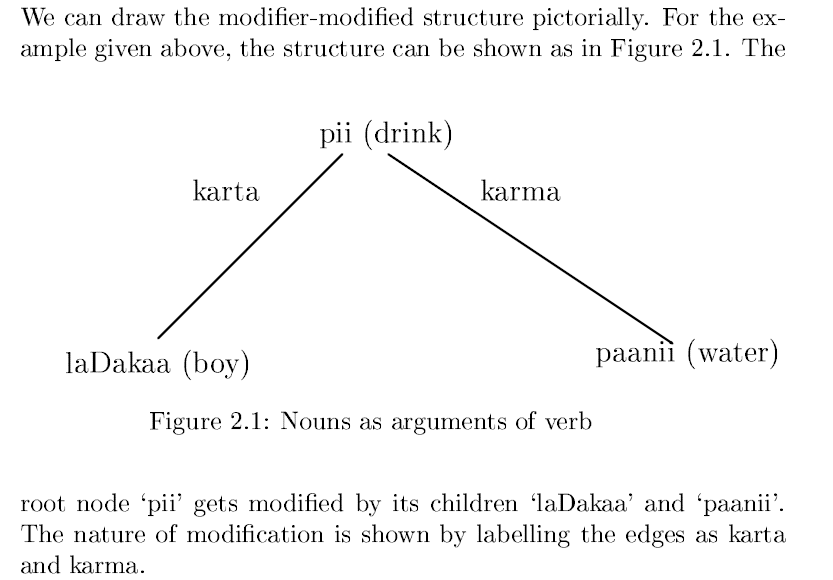 We can draw the modifier-modified structure pictorially. For the ex-
ample given above, the structure can be shown as in Figure 2.1. The
pii (drink)
karta
karma
laDakaa (boy)
paanii (water)
Figure 2.1: Nouns as arguments of verb
root node ‘pii’ gets modified by its children ‘laDakaa’ and ‘paanii’.
The nature of modification is shown by labelling the edges as karta
and karma.